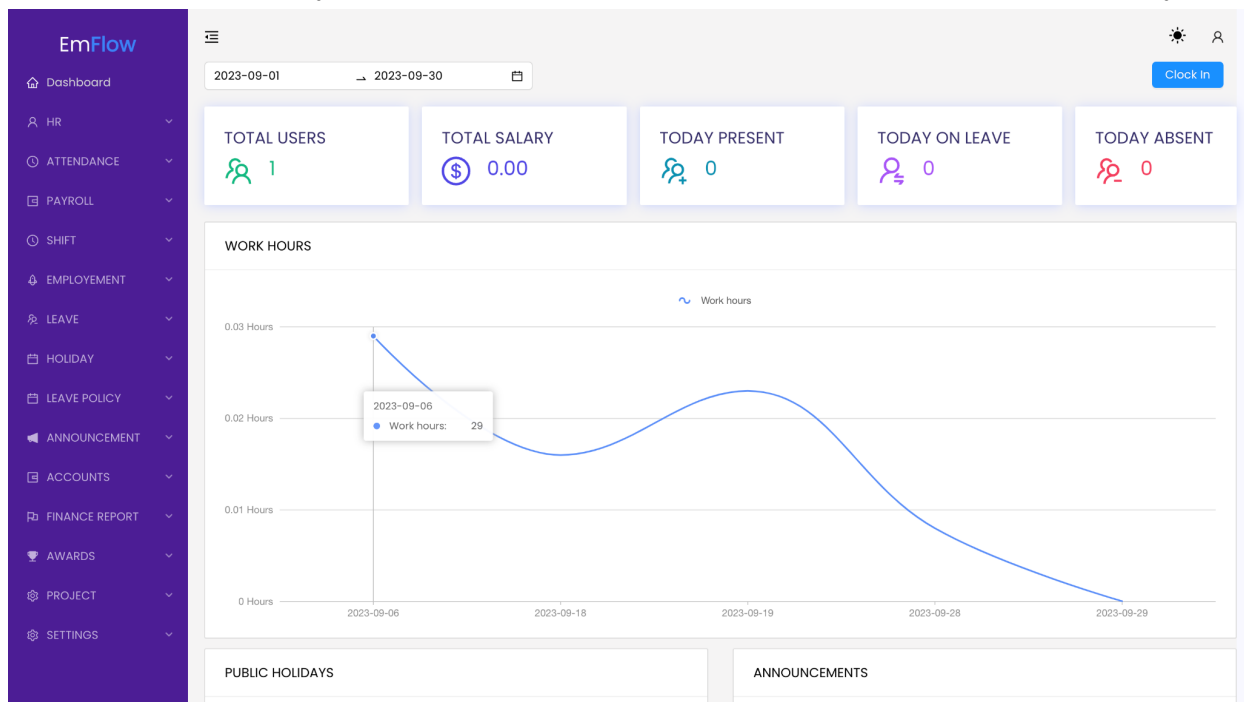 EmFlow
Dashboard
HR
ATTENDANCE
PAYROLL
SHIFT
EMPLOYEMENT
LEAVE
HOLIDAY
LEAVE POLICY
ANNOUNCEMENT
ACCOUNTS
FINANCE REPORT
AWARDS
PROJECT
SETTINGS
2023-09-01 → 2023-09-30
Clock In
TOTAL USERS
1
TOTAL SALARY
0.00
TODAY PRESENT
0
TODAY ON LEAVE
0
TODAY ABSENT
0
WORK HOURS
Work hours
0.03 Hours
0.02 Hours
0.01 Hours
0 Hours
2023-09-06
Work hours: 29
2023-09-06 2023-09-18 2023-09-19 2023-09-28 2023-09-29
PUBLIC HOLIDAYS
ANNOUNCEMENTS